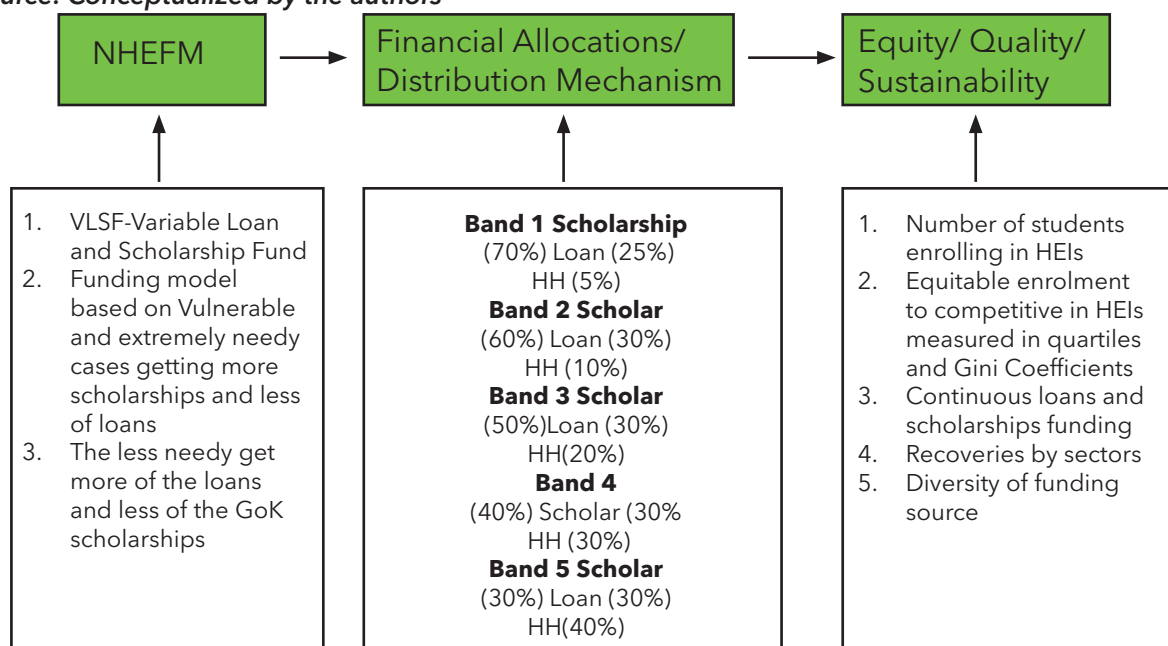 urce: Conceptualized by the authors
NHEFM
Financial Allocations/
Distribution Mechanism
Equity/ Quality/
Sustainability
1. VLSF-Variable Loan
and Scholarship Fund
2. Funding model
based on Vulnerable
and extremely needy
cases getting more
scholarships and less
of loans
3. The less needy get
more of the loans
and less of the GoK
scholarships
Band 1 Scholarship
(70%) Loan (25%)
HH (5%)
Band 2 Scholar
(60%) Loan (30%)
HH (10%)
Band 3 Scholar
(50%)Loan (30%)
HH(20%)
Band 4
(40%) Scholar (30%
HH (30%)
Band 5 Scholar
(30%) Loan (30%)
HH(40%)
1. Number of students
enrolling in HEIs
2. Equitable enrolment
to competitive in HEIs
measured in quartiles
and Gini Coefficients
3. Continuous loans and
scholarships funding
4. Recoveries by sectors
5. Diversity of funding
source